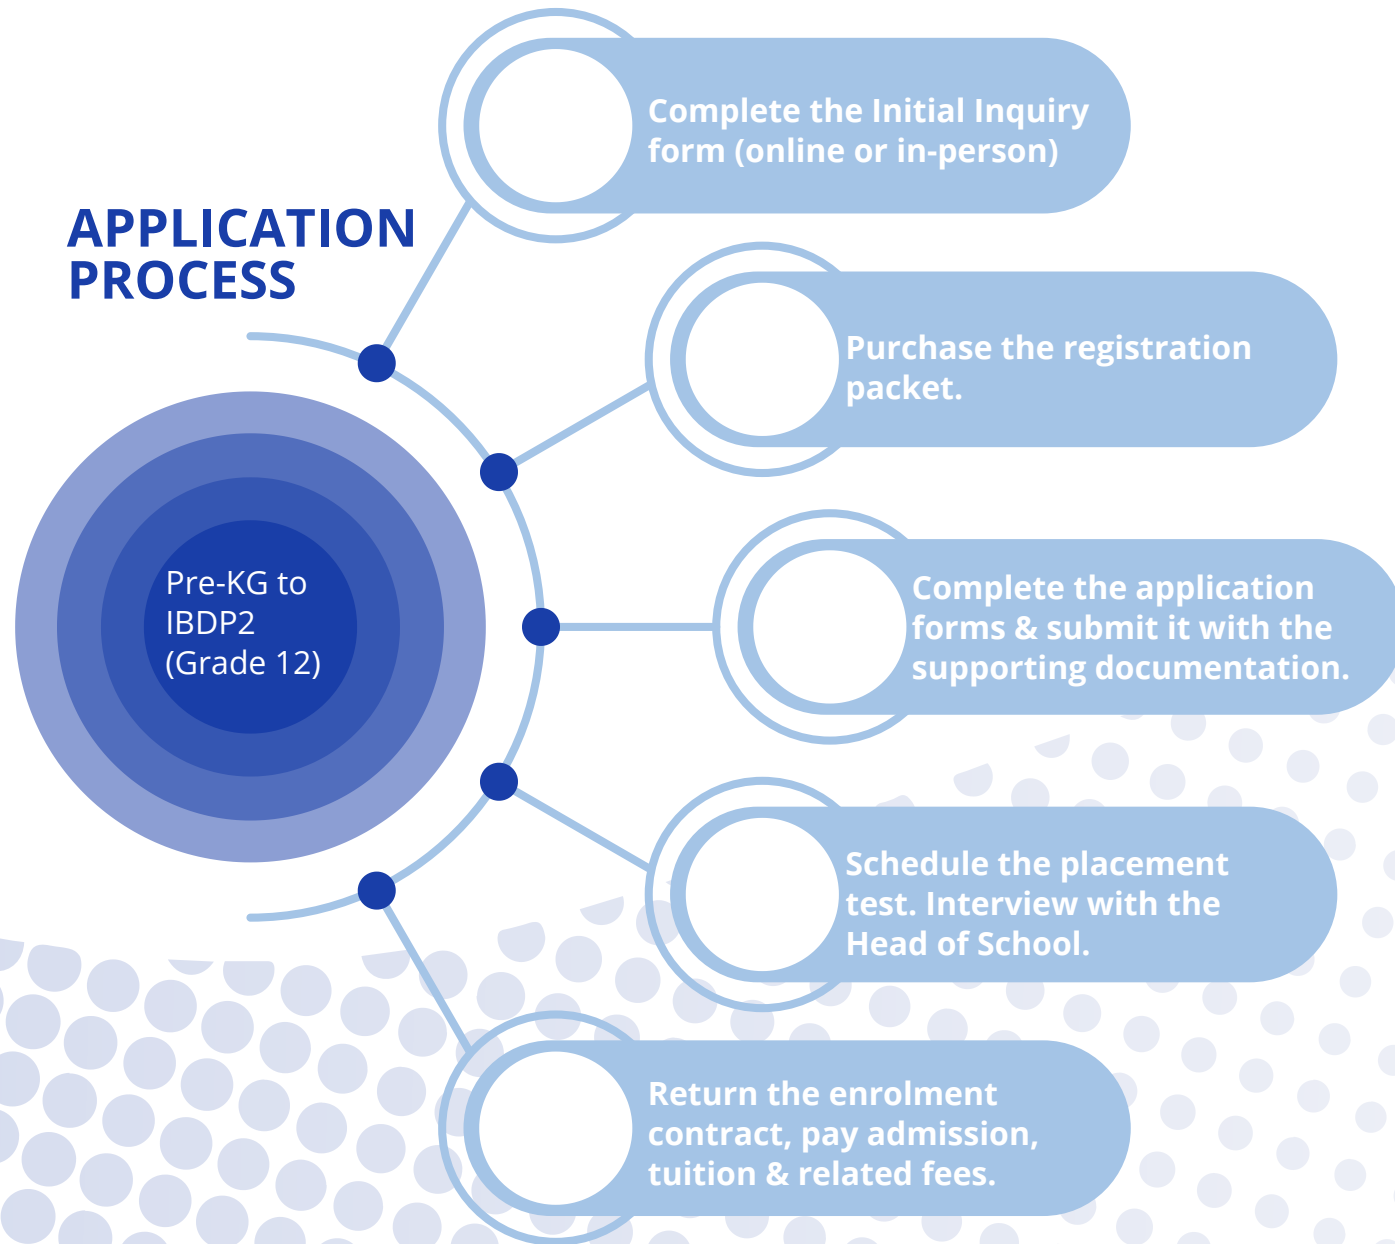 APPLICATION
PROCESS
Complete the Initial Inquiry
form (online or in-person)
Purchase the registration
packet.
Pre-KG to
IBDP2
(Grade 12)
Complete the application
forms & submit it with the
supporting documentation.
Schedule the placement
test. Interview with the
Head of School.
Return the enrolment
contract, pay admission,
tuition & related fees.